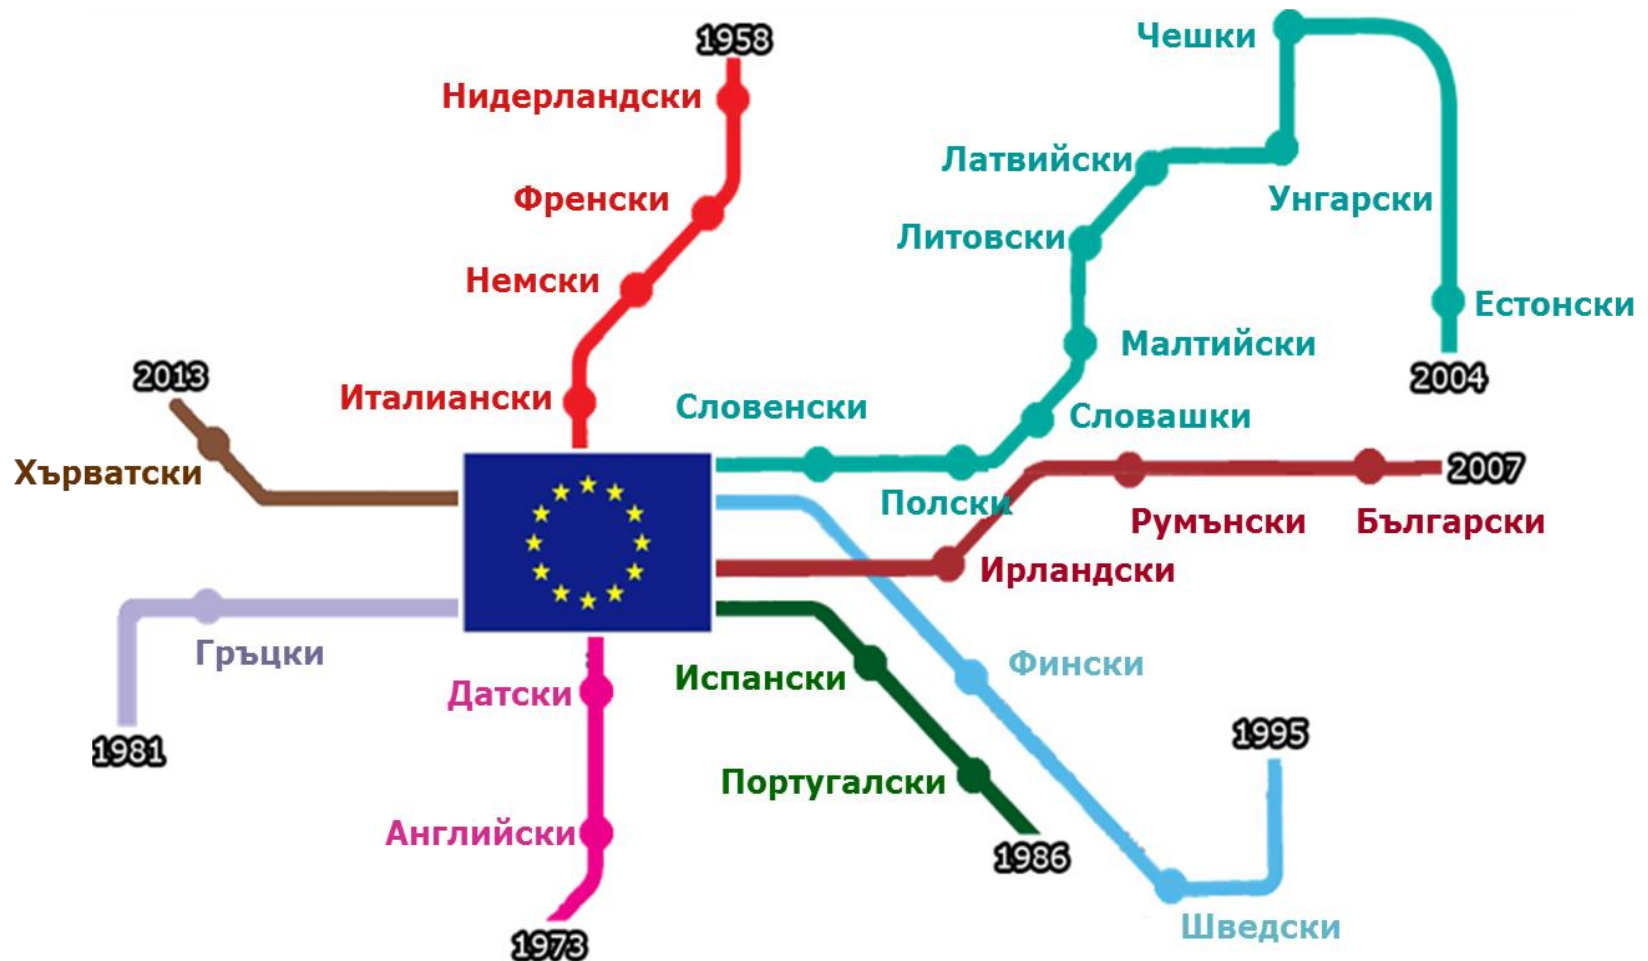 1958
Нидерландски
Френски
Немски
Италиански
Чешки
Латвийски
Унгарски
Литовски
Естонски
Малтийски
2004
Словашки
Словенски
Полски
2007
Румънски
Български
Ирландски
2013
Хърватски
Гръцки
1981
Датски
Английски
1973
Испански
Португалски
1986
Фински
1995
Шведски